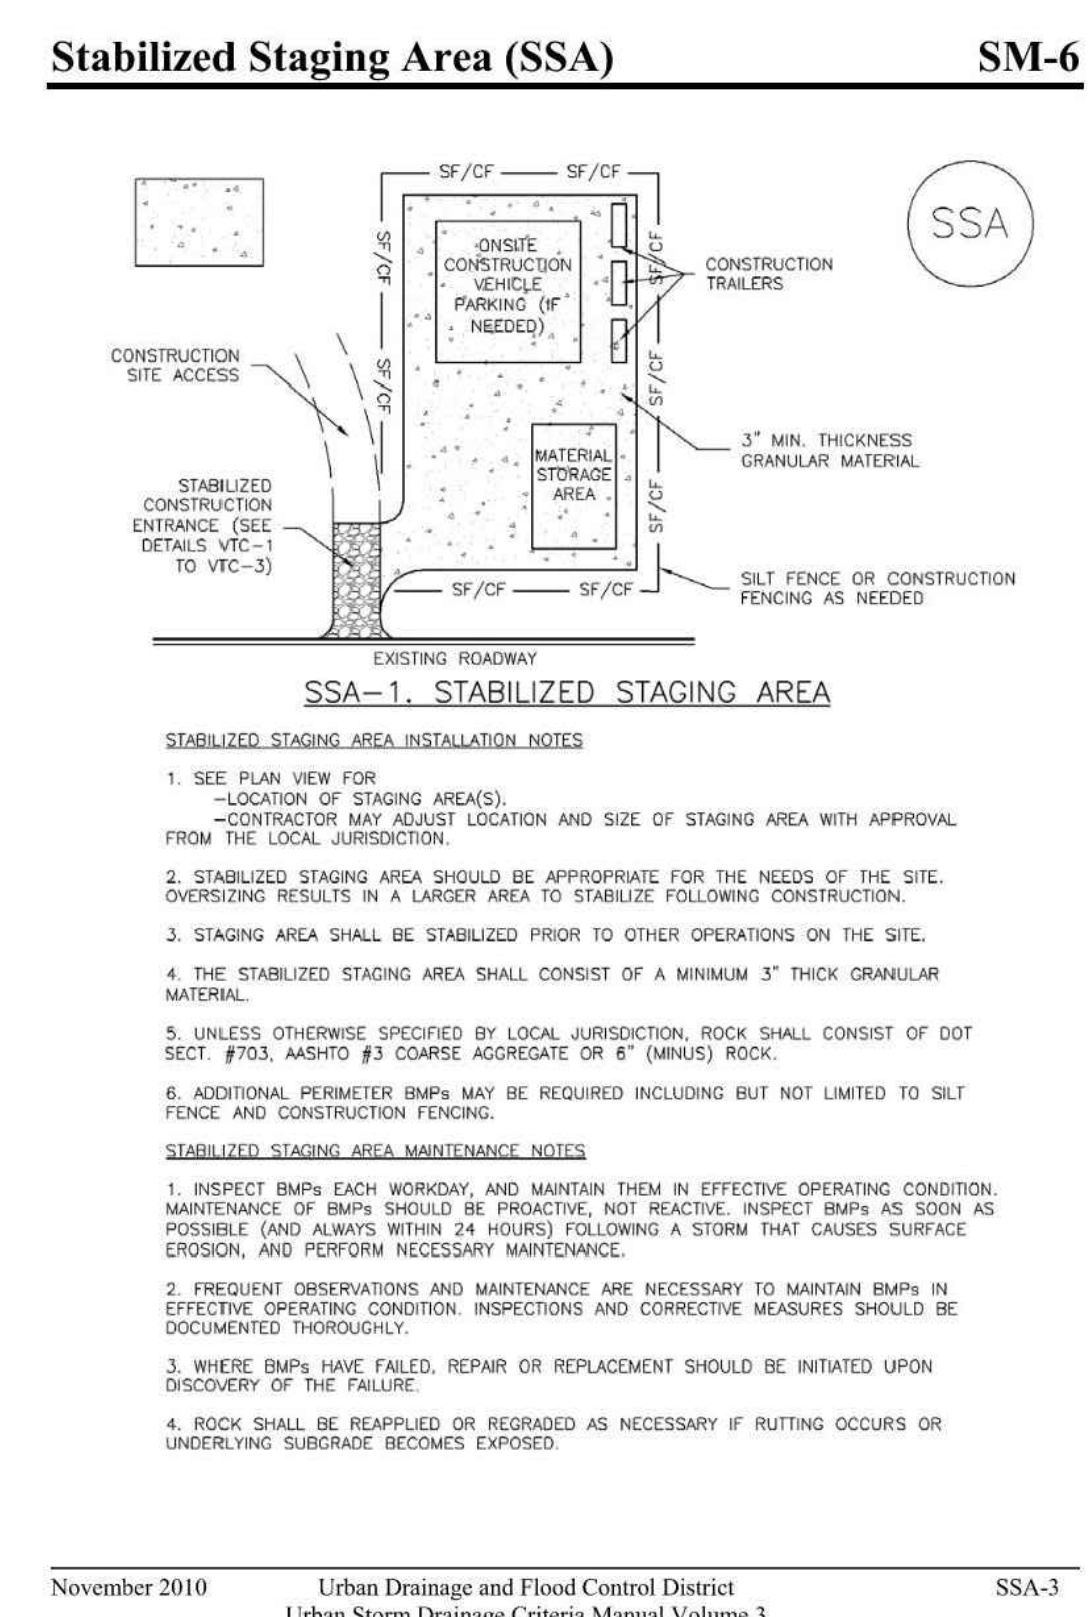 Stabilized Staging Area (SSA) SM-6
SF/CF SF/CF
SSA
SF/CF
SF/CF
ONSITE
CONSTRUCTION
VEHICLE
PARKING (IF
NEEDED)
CONSTRUCTION
TRAILERS
CONSTRUCTION
SITE ACCESS
SF/CF
SF/CF
3" MIN. THICKNESS
GRANULAR MATERIAL
MATERIAL
STORAGE
AREA
STABILIZED
CONSTRUCTION
ENTRANCE (SEE
DETAILS VTC-1
TO VTC-3)
SF/CF
SF/CF SF/CF
SILT FENCE OR CONSTRUCTION
FENCING AS NEEDED
EXISTING ROADWAY
SSA-1. STABILIZED STAGING AREA
STABILIZED STAGING AREA INSTALLATION NOTES
1. SEE PLAN VIEW FOR
-LOCATION OF STAGING AREA(S).
-CONTRACTOR MAY ADJUST LOCATION AND SIZE OF STAGING AREA WITH APPROVAL
FROM THE LOCAL JURISDICTION.
2. STABILIZED STAGING AREA SHOULD BE APPROPRIATE FOR THE NEEDS OF THE SITE.
OVERSIZING RESULTS IN A LARGER AREA TO STABILIZE FOLLOWING CONSTRUCTION.
3. STAGING AREA SHALL BE STABILIZED PRIOR TO OTHER OPERATIONS ON THE SITE.
4. THE STABILIZED STAGING AREA SHALL CONSIST OF A MINIMUM 3" THICK GRANULAR
MATERIAL.
5. UNLESS OTHERWISE SPECIFIED BY LOCAL JURISDICTION, ROCK SHALL CONSIST OF DOT
SECT. #703, AASHTO #3 COARSE AGGREGATE OR 6" (MINUS) ROCK.
6. ADDITIONAL PERIMETER BMPs MAY BE REQUIRED INCLUDING BUT NOT LIMITED TO SILT
FENCE AND CONSTRUCTION FENCING.
STABILIZED STAGING AREA MAINTENANCE NOTES
1. INSPECT BMPs EACH WORKDAY, AND MAINTAIN THEM IN EFFECTIVE OPERATING CONDITION.
MAINTENANCE OF BMPs SHOULD BE PROACTIVE, NOT REACTIVE. INSPECT BMPs AS SOON AS
POSSIBLE (AND ALWAYS WITHIN 24 HOURS) FOLLOWING A STORM THAT CAUSES SURFACE
EROSION, AND PERFORM NECESSARY MAINTENANCE.
2. FREQUENT OBSERVATIONS AND MAINTENANCE ARE NECESSARY TO MAINTAIN BMPs IN
EFFECTIVE OPERATING CONDITION. INSPECTIONS AND CORRECTIVE MEASURES SHOULD BE
DOCUMENTED THOROUGHLY.
3. WHERE BMPs HAVE FAILED, REPAIR OR REPLACEMENT SHOULD BE INITIATED UPON
DISCOVERY OF THE FAILURE.
4. ROCK SHALL BE REAPPLIED OR REGRADED AS NECESSARY IF RUTTING OCCURS OR
UNDERLYING SUBGRADE BECOMES EXPOSED.
November 2010 Urban Drainage and Flood Control District SSA-3
Urban Storm Drainage Criteria Manual Volume 3